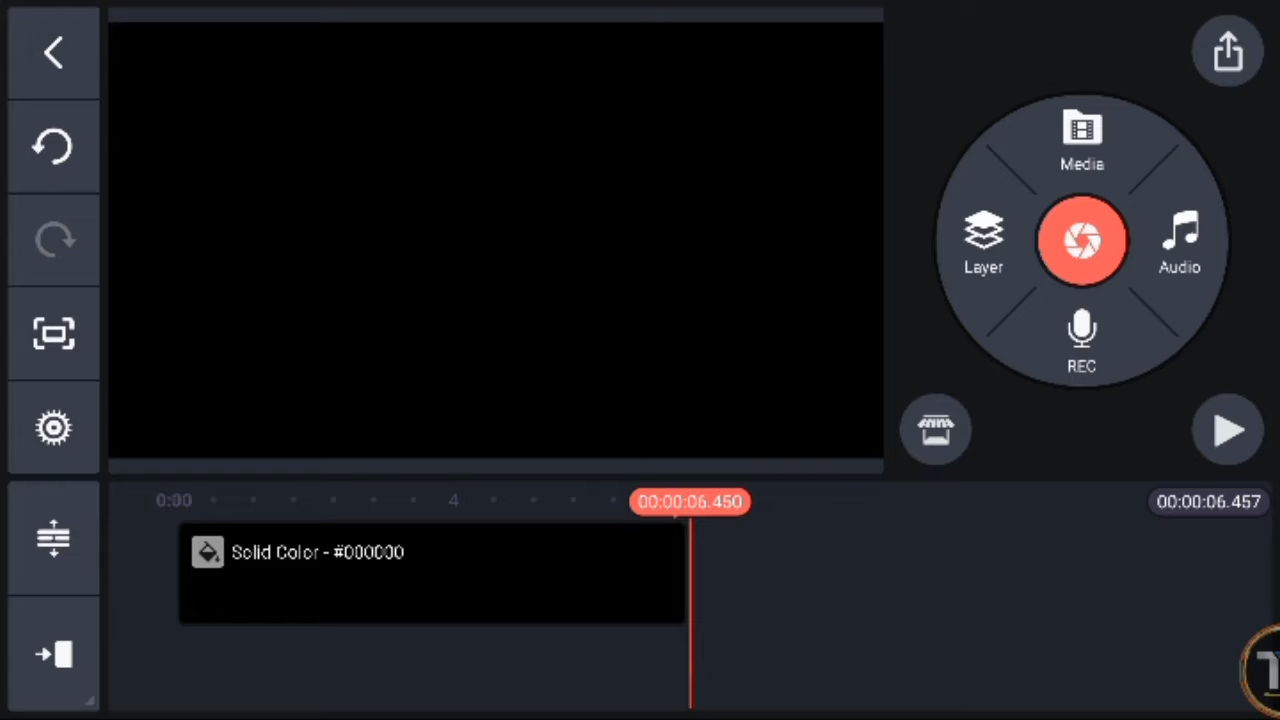 Media
Layer
Audio
REC
0:00
4
00:00:06.450
00:00:06.457
Solid Color - #000000